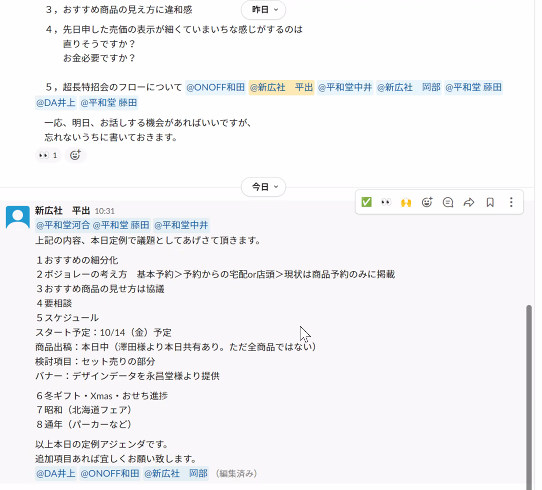 3，おすすめ商品の見え方に違和感
昨日
4，先日申した売価の表示が細くていまいちな感じがするのは
直りそうですか？
お金必要ですか？
5，超長特招会のフローについて @ONOFF和田 @新広社　平出 @平和堂中井 @新広社　岡部 @平和堂 藤田
@DA井上 @平和堂 藤田
一応、明日、お話しする機会があればいいですが、
忘れないうちに書いておきます。
1
今日
新広社　平出 10:31
@平和堂河合 @平和堂 藤田 @平和堂中井
上記の内容、本日定例で議題としてあげさせて頂きます。
１おすすめの細分化
２ボジョレーの考え方　基本予約＞予約からの宅配or店頭＞現状は商品予約のみに掲載
３おすすめ商品の見せ方は協議
４要相談
５スケジュール
スタート予定：10/14（金）予定
商品出稿：本日中（澤田様より本日共有あり。ただ全商品ではない）
検討項目：セット売りの部分
バナー：デザインデータを永昌堂様より提供
６冬ギフト・Xmas・おせち進捗
７昭和（北海道フェア）
８通年（パーカーなど）
以上本日の定例アジェンダです。
追加項目あれば宜しくお願い致します。
@DA井上 @ONOFF和田 @新広社　岡部 （編集済み）